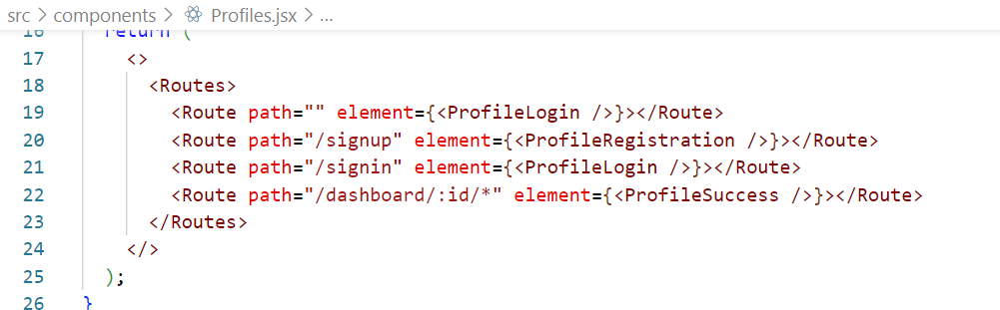 src > components > Profiles.jsx > ...
16 return (
17 <>
18 <Routes>
19 <Route path="" element={<ProfileLogin />}></Route>
20 <Route path="/signup" element={<ProfileRegistration />}></Route>
21 <Route path="/signin" element={<ProfileLogin />}></Route>
22 <Route path="/dashboard/:id/*" element={<ProfileSuccess />}></Route>
23 </Routes>
24 </>
25 );
26 }